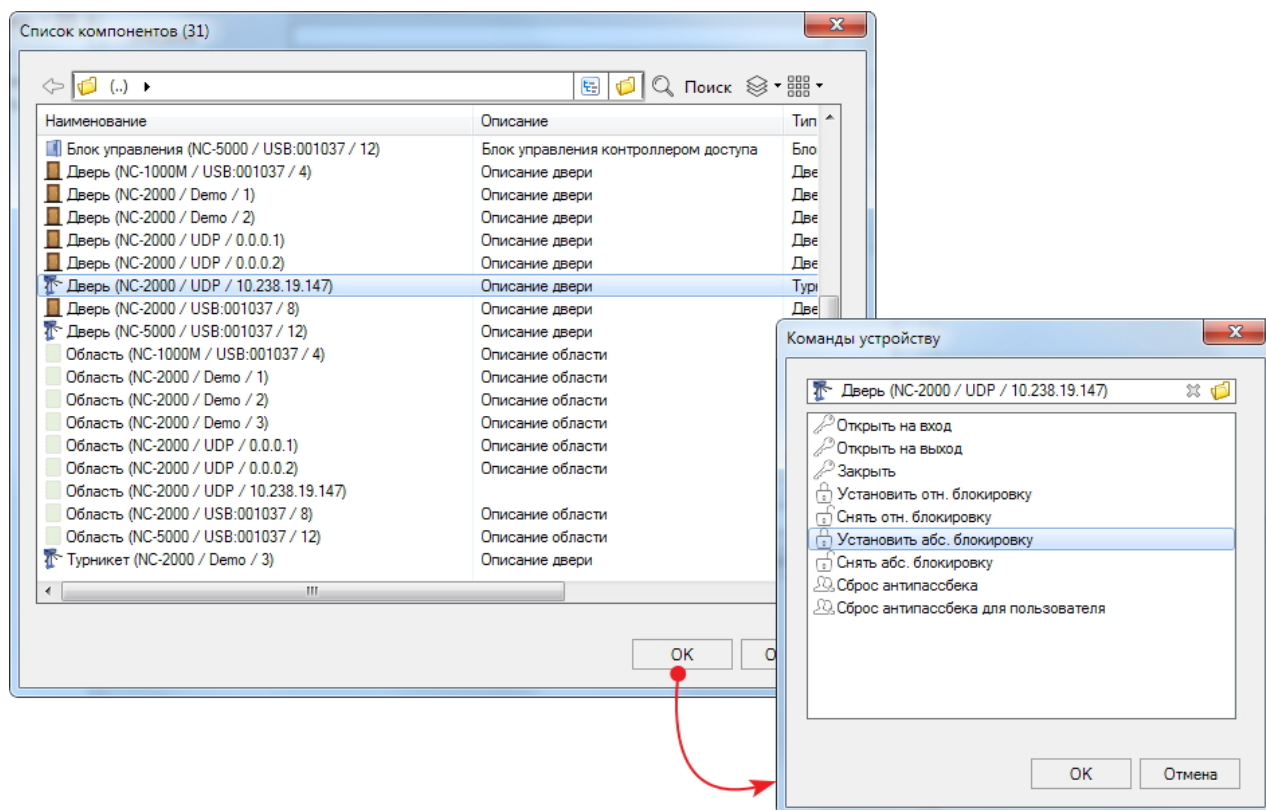 Список компонентов (31)
(..)
Поиск
Наименование Описание Тип
Блок управления (NC-5000 / USB:001037 / 12) Блок управления контроллером доступа Бло
Дверь (NC-1000M / USB:001037 / 4) Описание двери Две
Дверь (NC-2000 / Demo / 1) Описание двери Две
Дверь (NC-2000 / Demo / 2) Описание двери Две
Дверь (NC-2000 / UDP / 0.0.0.1) Описание двери Две
Дверь (NC-2000 / UDP / 0.0.0.2) Описание двери Две
Дверь (NC-2000 / UDP / 10.238.19.147) Описание двери Турн
Дверь (NC-2000 / USB:001037 / 8) Описание двери Две
Дверь (NC-5000 / USB:001037 / 12) Описание двери
Область (NC-1000M / USB:001037 / 4) Описание области
Область (NC-2000 / Demo / 1) Описание области
Область (NC-2000 / Demo / 2) Описание области
Область (NC-2000 / Demo / 3) Описание области
Область (NC-2000 / UDP / 0.0.0.1) Описание области
Область (NC-2000 / UDP / 0.0.0.2) Описание области
Область (NC-2000 / UDP / 10.238.19.147)
Область (NC-2000 / USB:001037 / 8) Описание области
Область (NC-5000 / USB:001037 / 12) Описание области
Турникет (NC-2000 / Demo / 3) Описание двери
OK О
Команды устройству
Дверь (NC-2000 / UDP / 10.238.19.147)
Открыть на вход
Открыть на выход
Закрыть
Установить отн. блокировку
Снять отн. блокировку
Установить абс. блокировку
Снять абс. блокировку
Сброс антипассбека
Сброс антипассбека для пользователя
OK Отмена